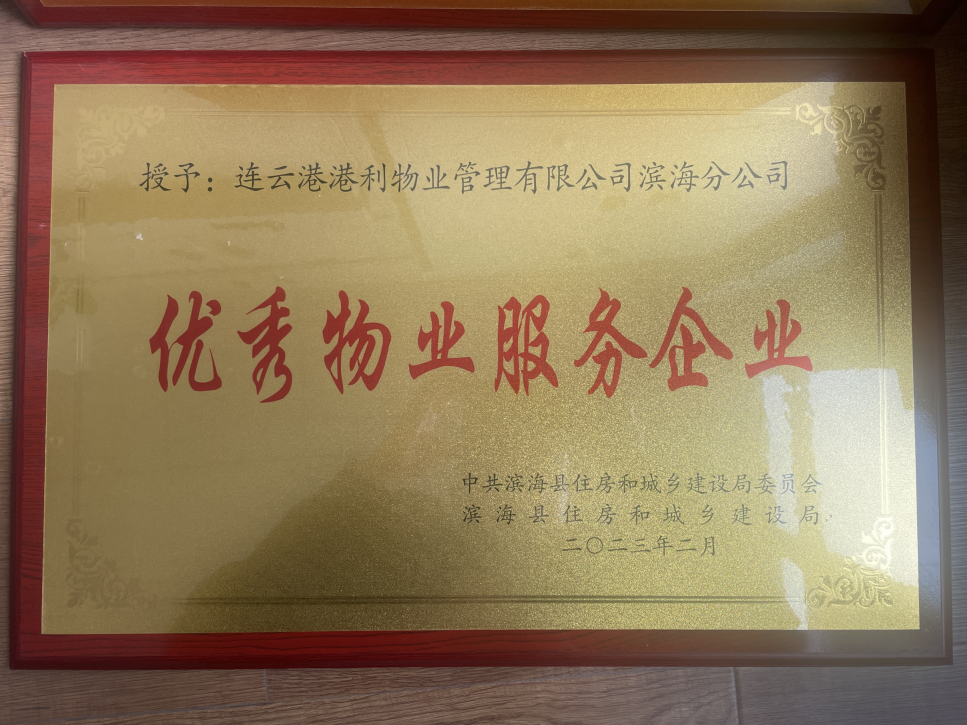 授予：连云港港利物业管理有限公司滨海分公司
优秀物业服务企业
中共滨海县住房和城乡建设局委员会
滨海县住房和城乡建设局
二〇二三年二月